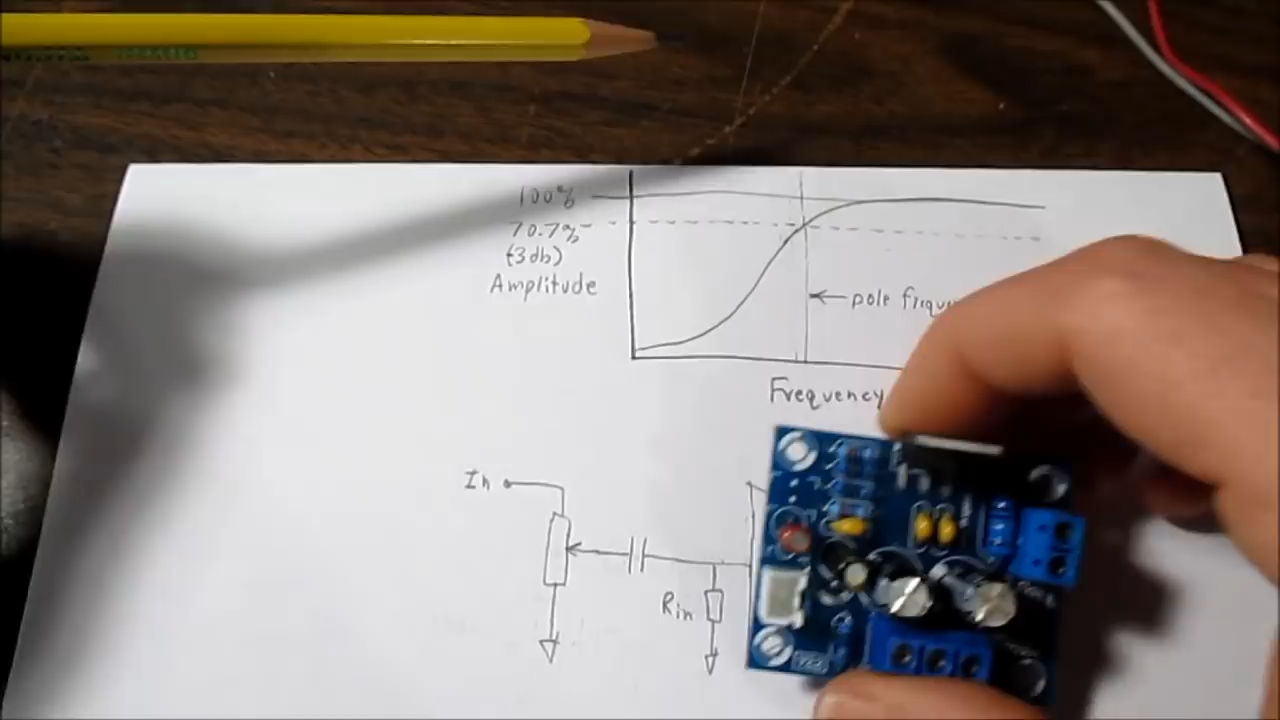 100%
70.7%
(3db)
Amplitude
pole frequ
Frequency
In
Rin